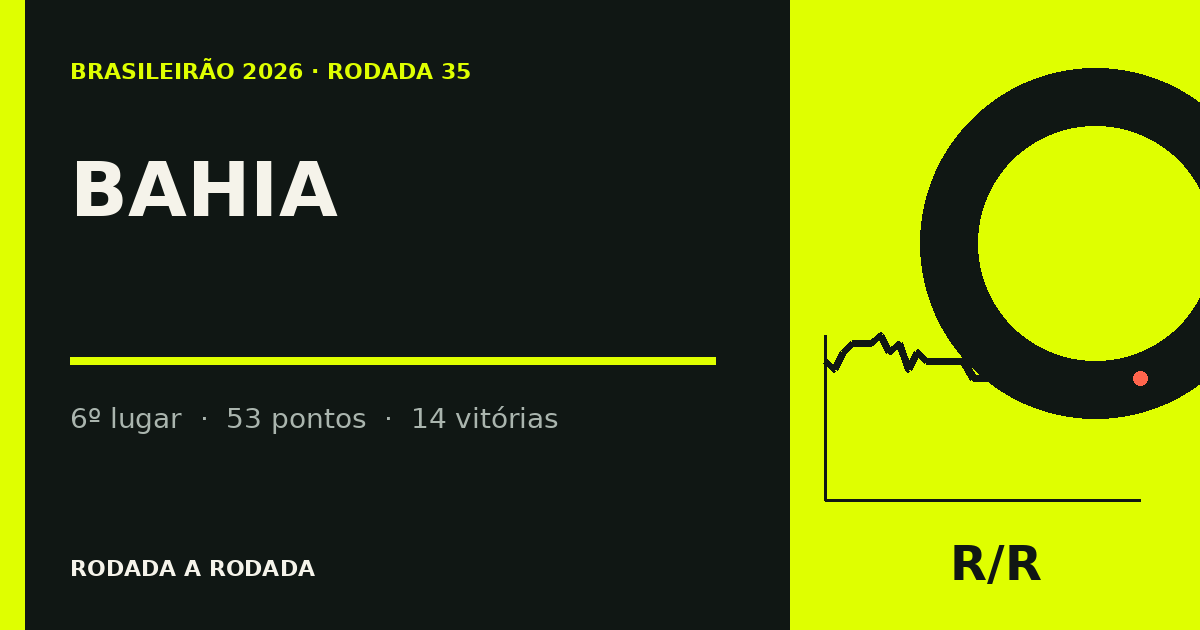 BRASILEIRÃO 2026 · RODADA 35
BAHIA
6º lugar · 53 pontos · 14 vitórias
RODADA A RODADA
R/R